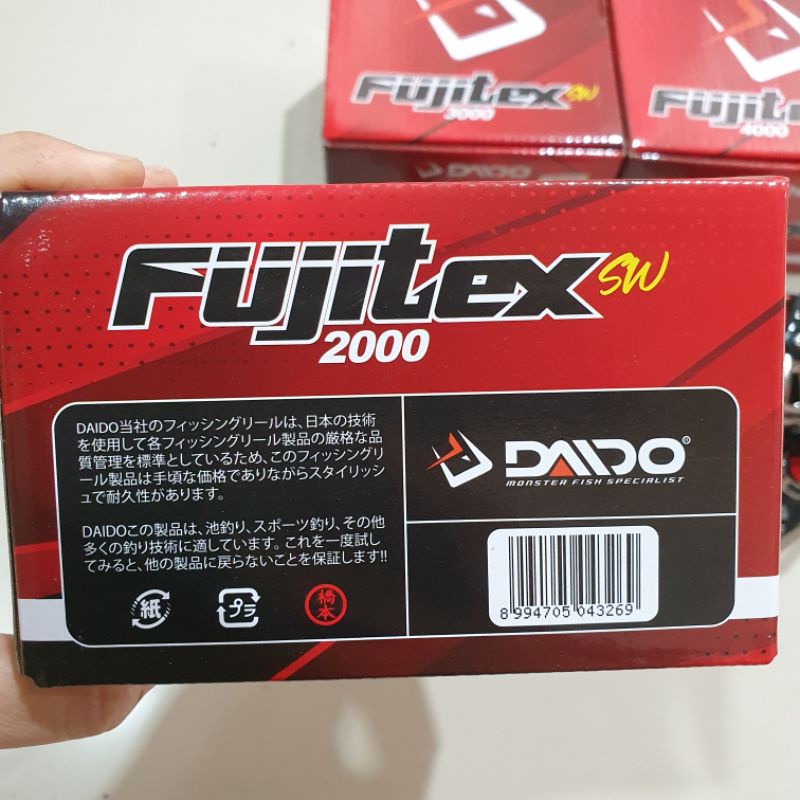 Fujitex SW
3000
Fujitex
4000
DAIDO
Fujitex SW
2000
DAIDO当社のフィッシングリールは、日本の技術
を使用して各フィッシングリール製品の厳格な品
質管理を標準としているため、このフィッシングリ
ール製品は手頃な価格でありながらスタイリッシ
ュで耐久性があります。
DAIDOこの製品は、池釣り、スポーツ釣り、その他
多くの釣り技術に適しています。これを一度試し
てみると、他の製品に戻らないことを保証します!!
紙
プラ
橋本
DAIDO®
MONSTER FISH SPECIALIST
8 994705 043269